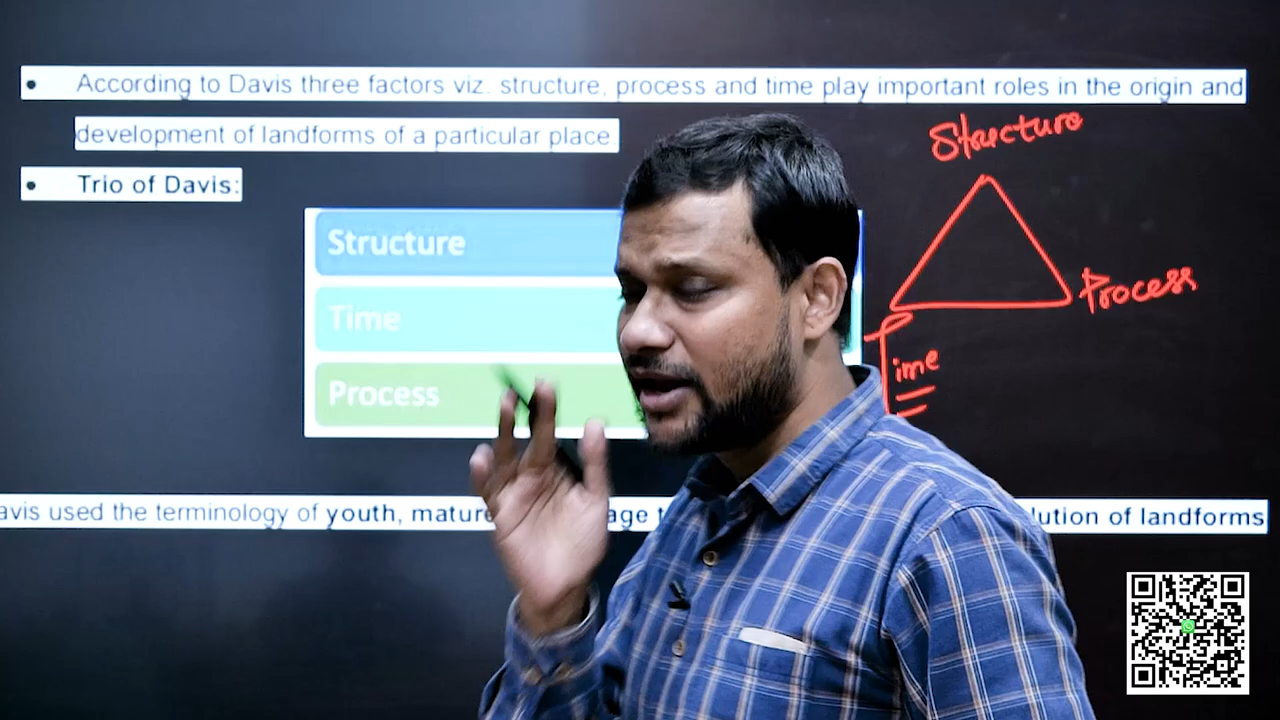 • According to Davis three factors viz. structure, process and time play important roles in the origin and
development of landforms of a particular place.
• Trio of Davis:
Structure
Time
Process
Structure
Process
Time
avis used the terminology of youth, mature age t lution of landforms